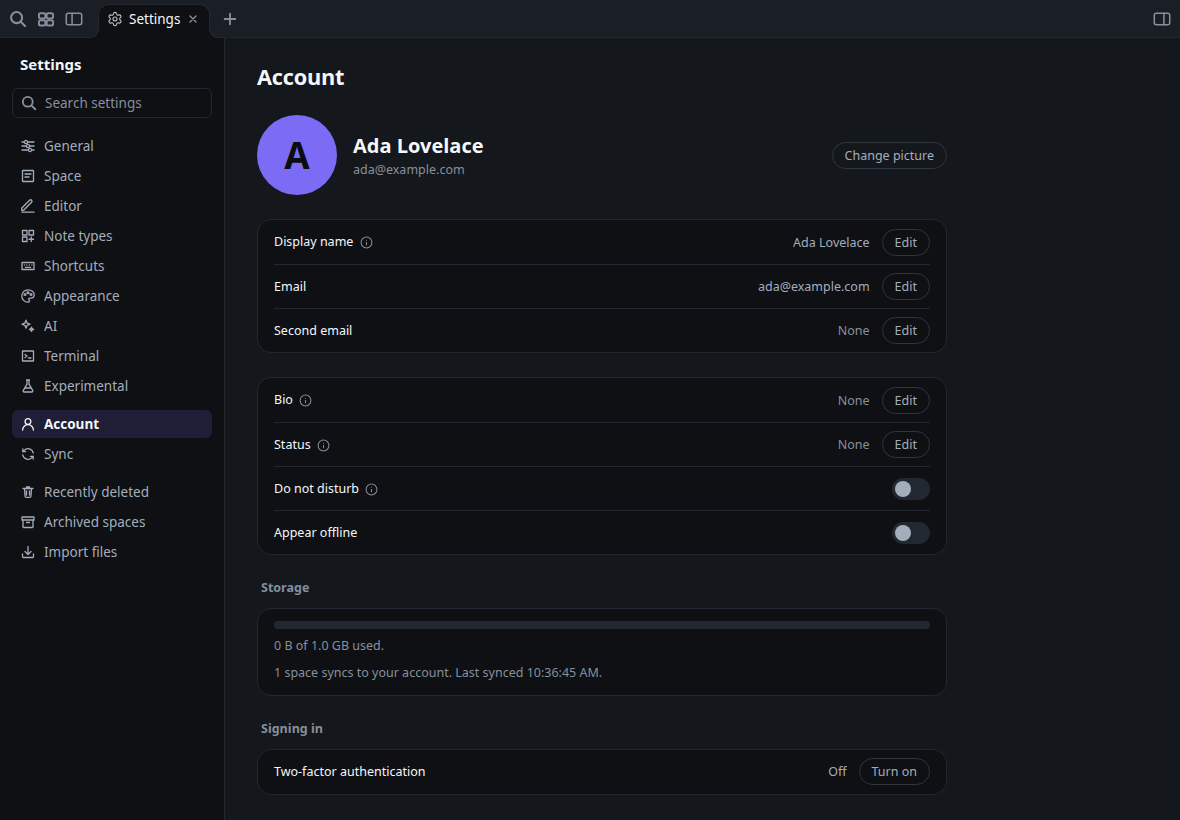 Settings
Settings
Search settings
General
Space
Editor
Note types
Shortcuts
Appearance
AI
Terminal
Experimental
Account
Sync
Recently deleted
Archived spaces
Import files
Account
A
Ada Lovelace
ada@example.com
Change picture
Display name Ada Lovelace Edit
Email ada@example.com Edit
Second email None Edit
Bio None Edit
Status None Edit
Do not disturb
Appear offline
Storage
0 B of 1.0 GB used.
1 space syncs to your account. Last synced 10:36:45 AM.
Signing in
Two-factor authentication Off Turn on